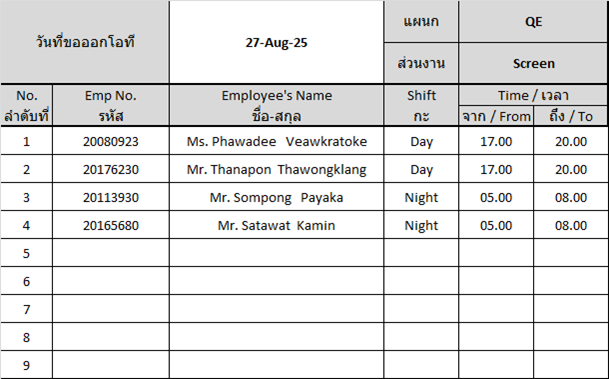 วันที่ขอออกโอที 27-Aug-25 แผนก QE
ส่วนงาน Screen
No. Emp No. Employee's Name Shift Time / เวลา
ลำดับที่ รหัส ชื่อ-สกุล กะ จาก / From ถึง / To
1 20080923 Ms. Phawadee Veawkratoke Day 17.00 20.00
2 20176230 Mr. Thanapon Thawongklang Day 17.00 20.00
3 20113930 Mr. Sompong Payaka Night 05.00 08.00
4 20165680 Mr. Satawat Kamin Night 05.00 08.00
5
6
7
8
9